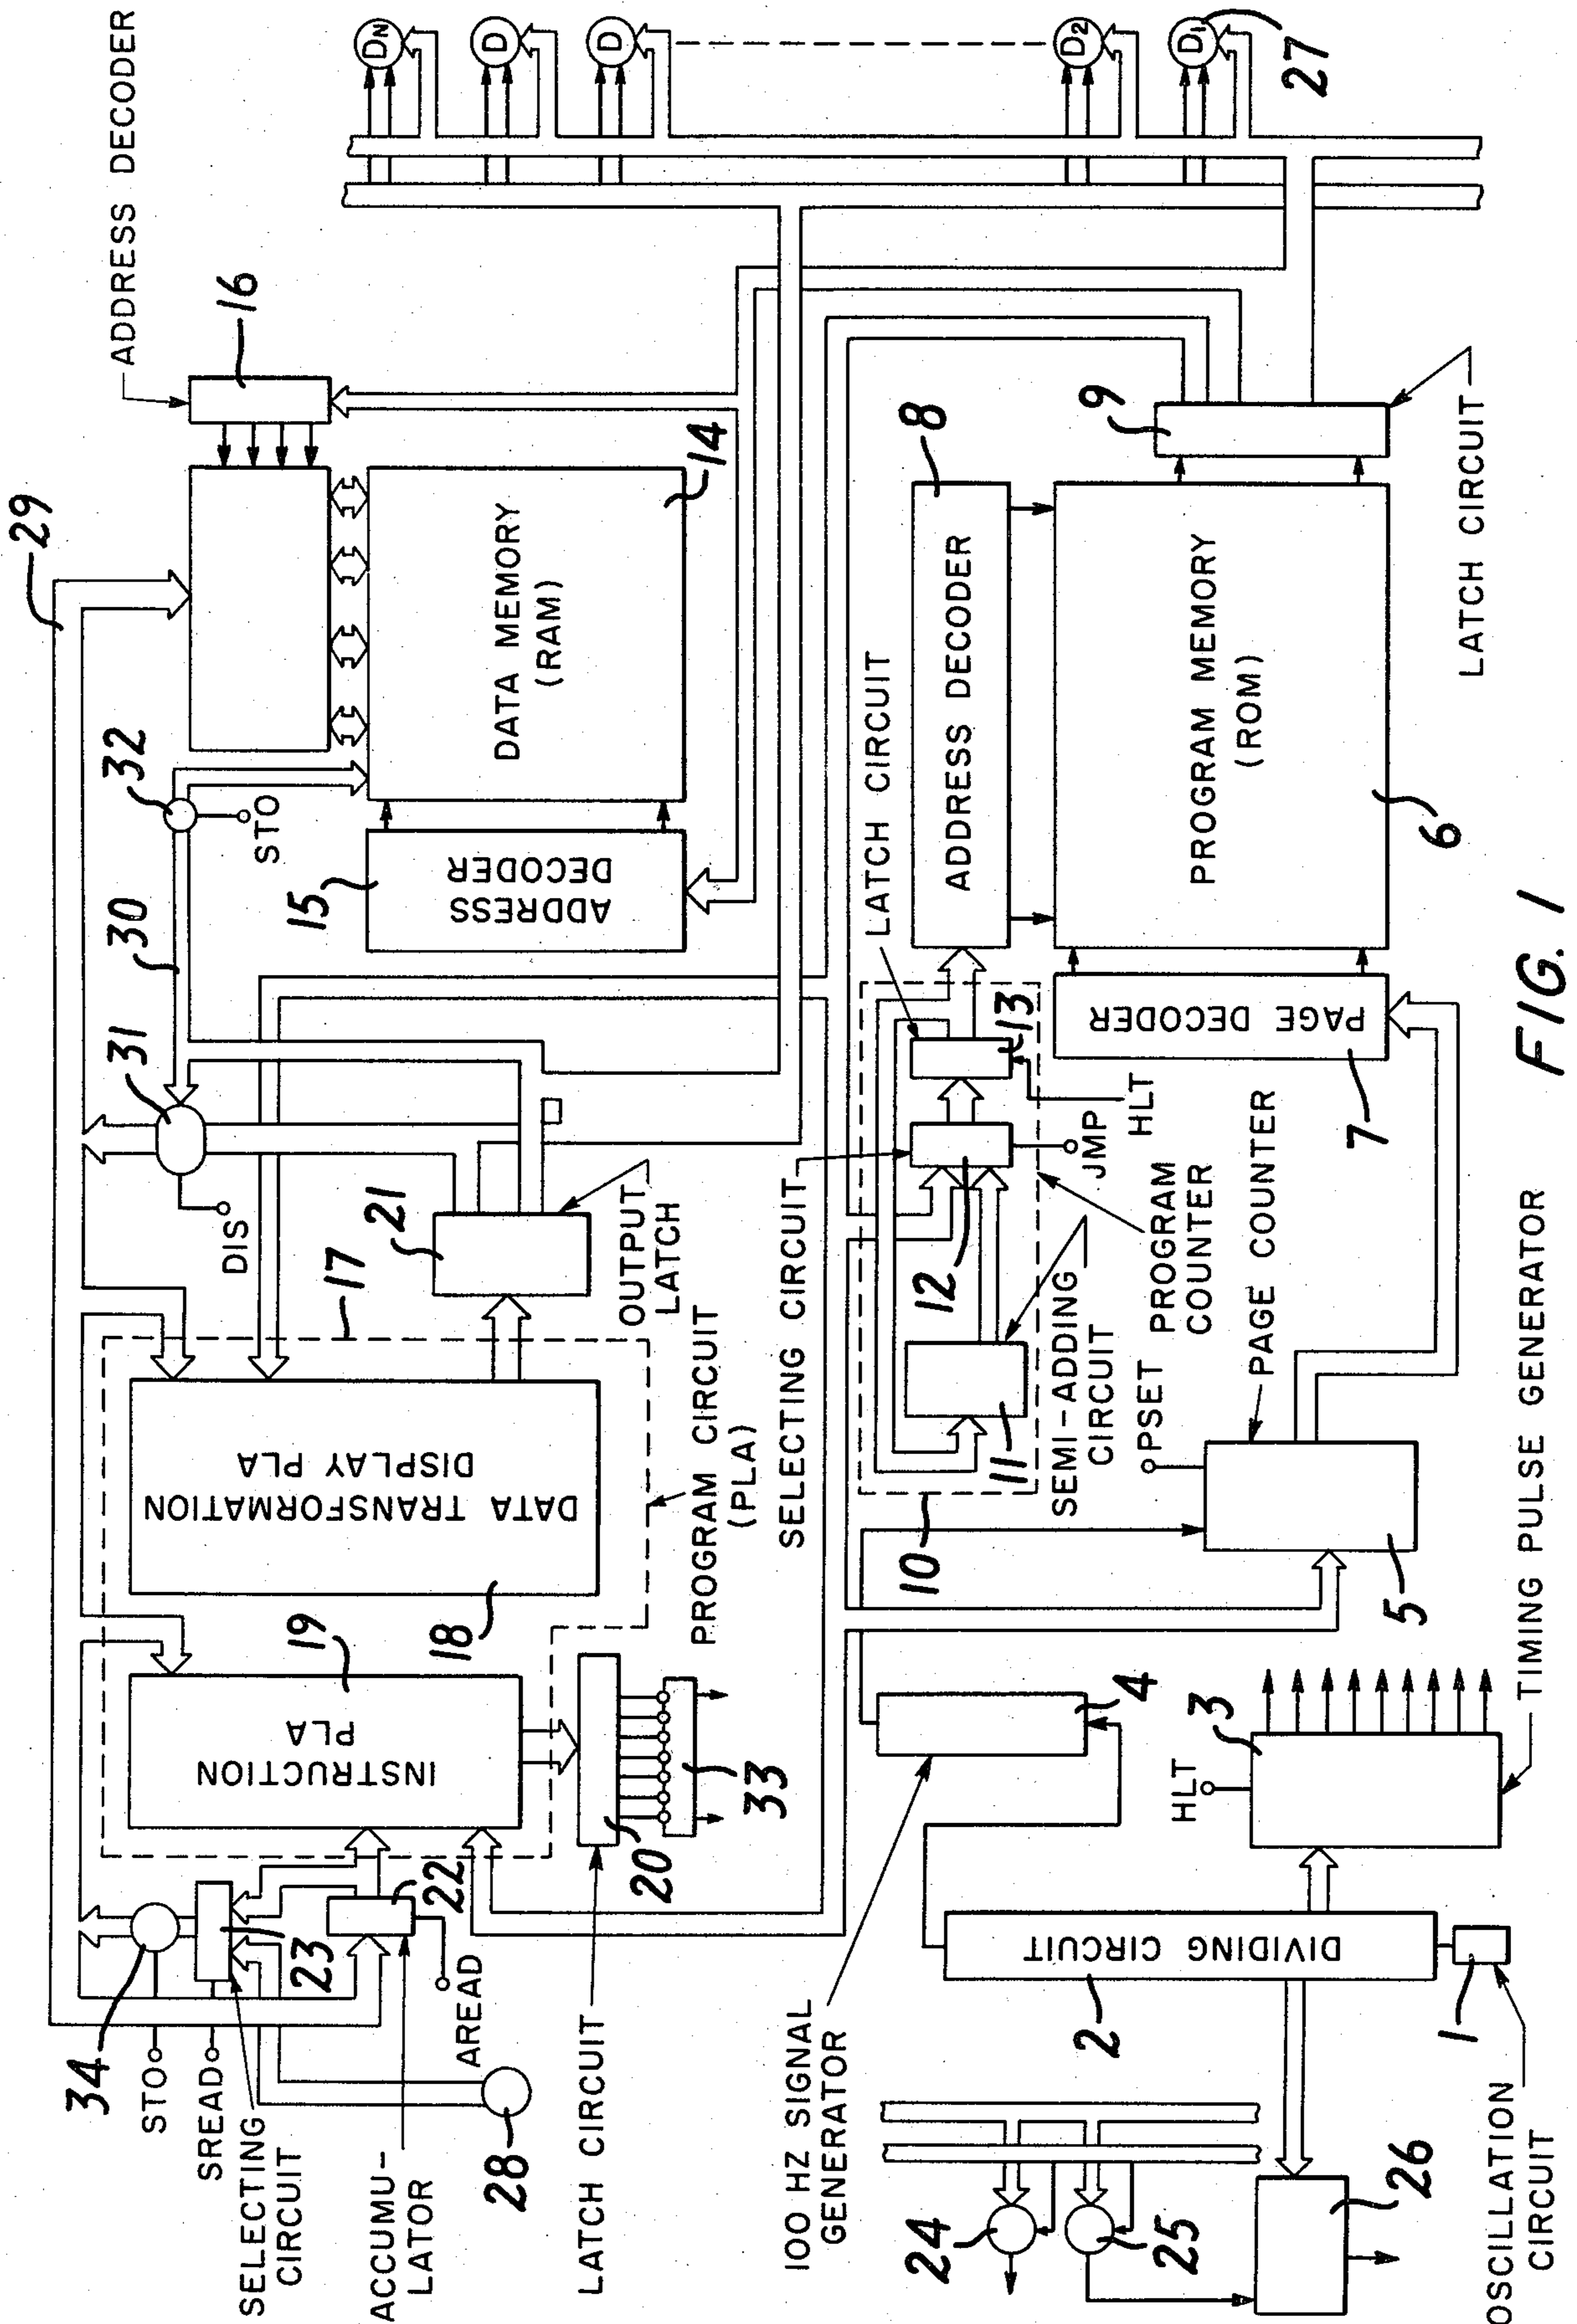 29
ADDRESS DECODER
16
34
STO
SREAD
SELECTING
CIRCUIT
23
22
ACCUMU-
LATOR
AREAD
28
INSTRUCTION
PLA
19
DATA TRANSFORMATION
DISPLAY PLA
18
17
DIS
31
30
32
STO
21
OUTPUT
LATCH
PROGRAM CIRCUIT
(PLA)
20
33
LATCH CIRCUIT
15
ADDRESS
DECODER
DATA MEMORY
(RAM)
14
DN
D
D
D2
D1
27
100 HZ SIGNAL
GENERATOR
4
SELECTING CIRCUIT
LATCH CIRCUIT
10
11
12
13
SEMI-ADDING
CIRCUIT
PROGRAM
COUNTER
JMP
HLT
ADDRESS DECODER
8
PROGRAM MEMORY
(ROM)
6
9
LATCH CIRCUIT
PAGE DECODER
7
PSET
PAGE COUNTER
5
HLT
3
TIMING PULSE GENERATOR
DIVIDING CIRCUIT
2
1
OSCILLATION
CIRCUIT
24
25
26
FIG. 1